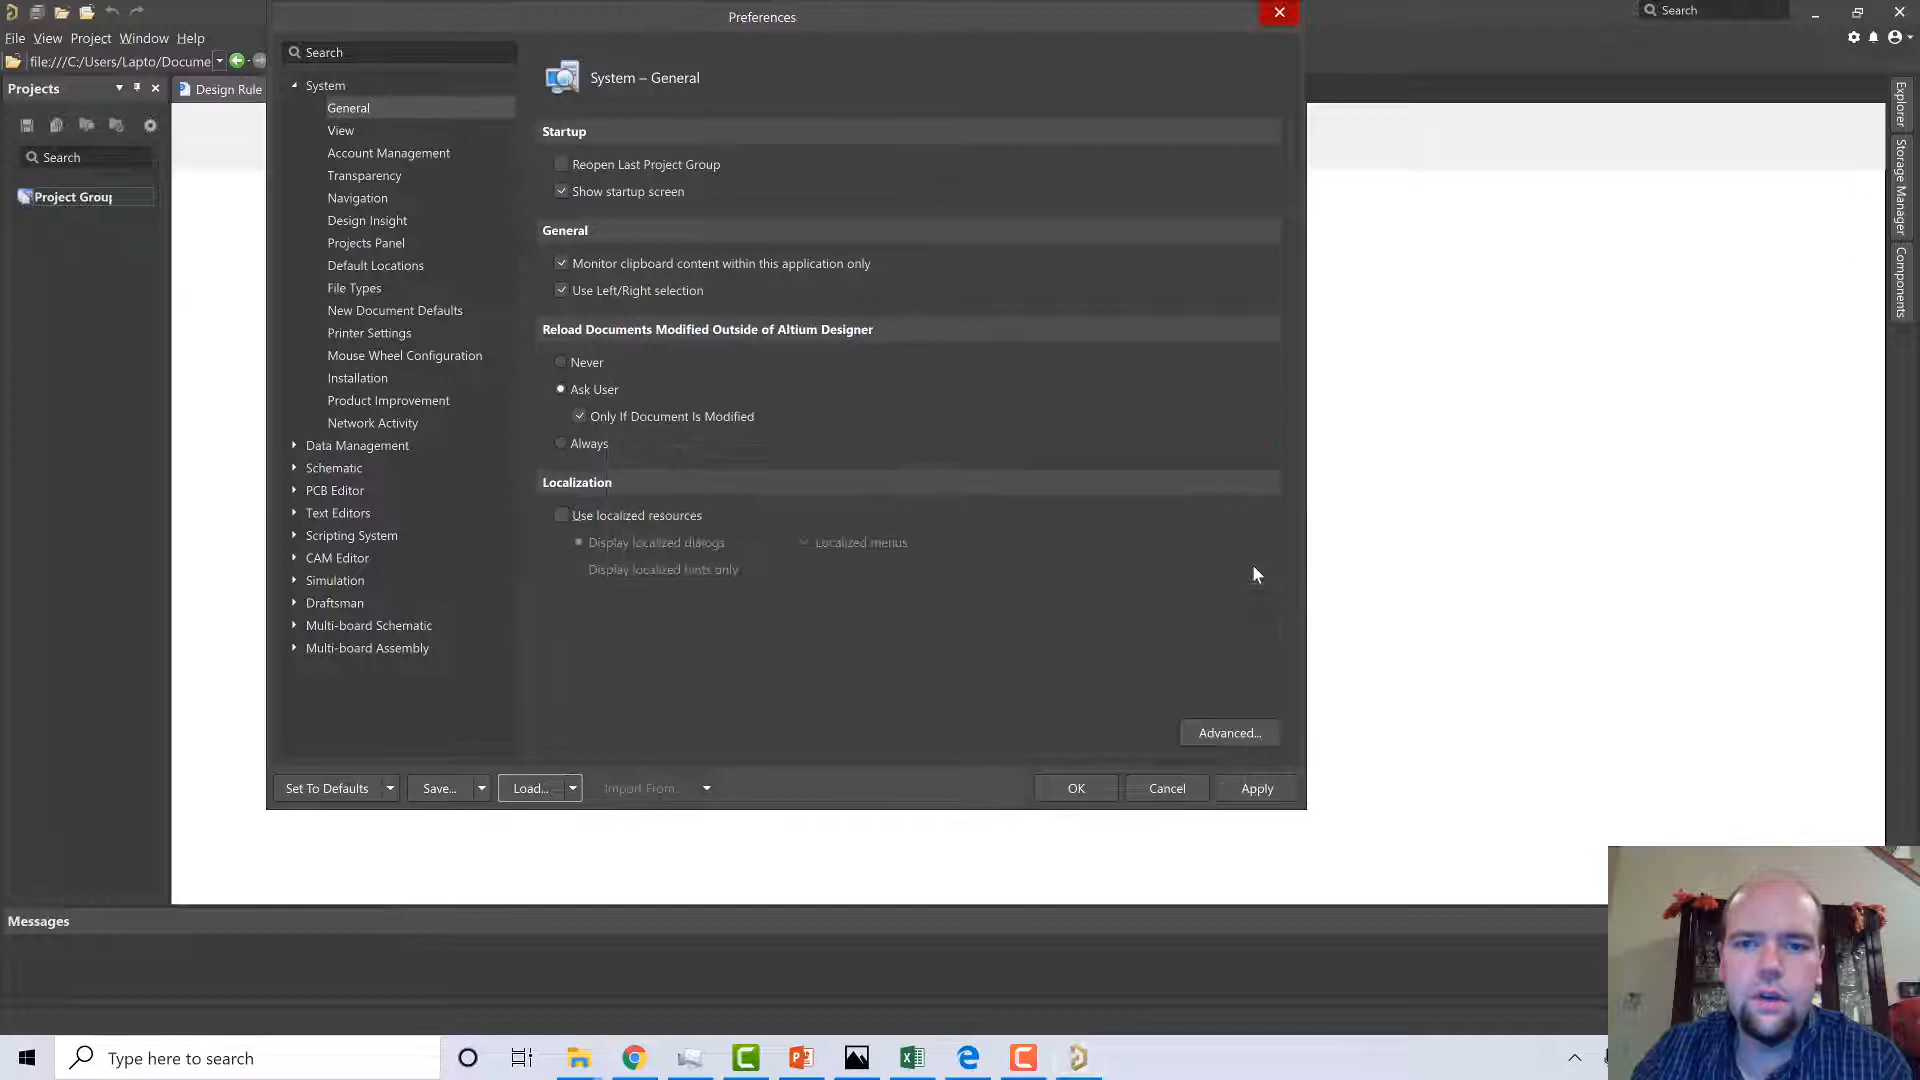 Preferences
Search
File View Project Window Help
file:///C:/Users/Lapto/Docume
Projects
Design Rule
Search
Project Group
Search
System
General
View
Account Management
Transparency
Navigation
Design Insight
Projects Panel
Default Locations
File Types
New Document Defaults
Printer Settings
Mouse Wheel Configuration
Installation
Product Improvement
Network Activity
Data Management
Schematic
PCB Editor
Text Editors
Scripting System
CAM Editor
Simulation
Draftsman
Multi-board Schematic
Multi-board Assembly
System – General
Startup
Reopen Last Project Group
Show startup screen
General
Monitor clipboard content within this application only
Use Left/Right selection
Reload Documents Modified Outside of Altium Designer
Never
Ask User
Only If Document Is Modified
Always
Localization
Use localized resources
Display localized dialogs Localized menus
Display localized hints only
Advanced...
Set To Defaults Save... Load... Import From... OK Cancel Apply
Explorer
Storage Manager
Components
Messages
Type here to search